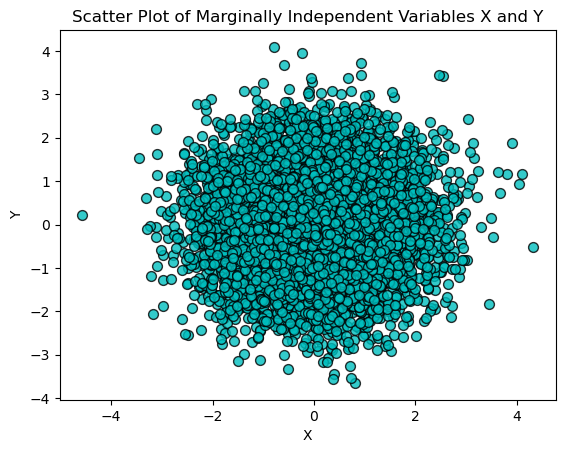 Scatter Plot of Marginally Independent Variables X and Y
4
3
2
1
0
−1
−2
−3
−4
Y
−4 −2 0 2 4
X